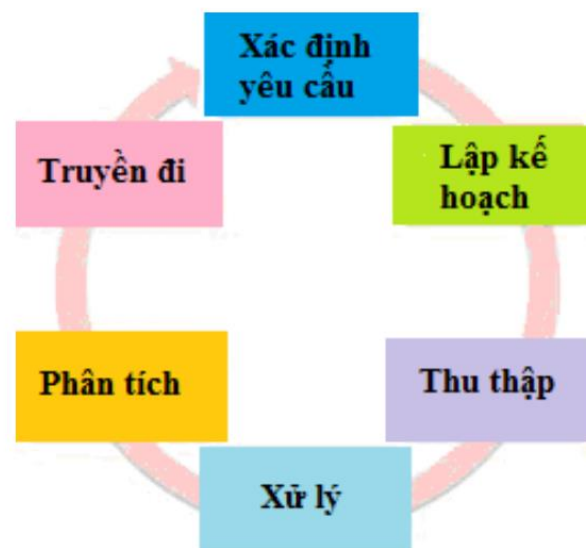 Xác định
yêu cầu
Lập kế
hoạch
Thu thập
Xử lý
Phân tích
Truyền đi